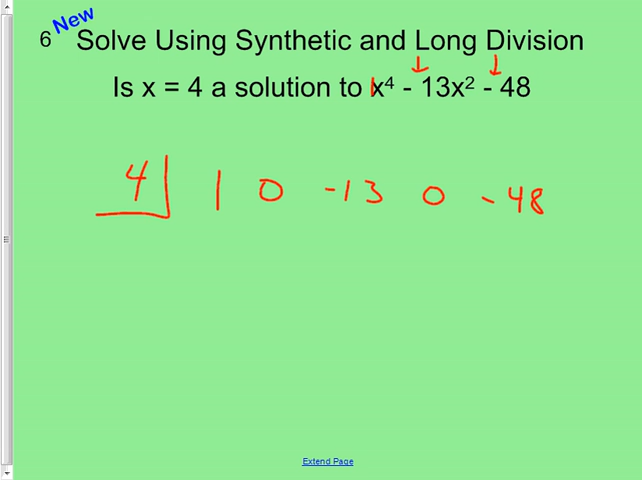 New
6 Solve Using Synthetic and Long Division
Is x = 4 a solution to x⁴ - 13x² - 48
4 1 0 -13 0 -48
Extend Page